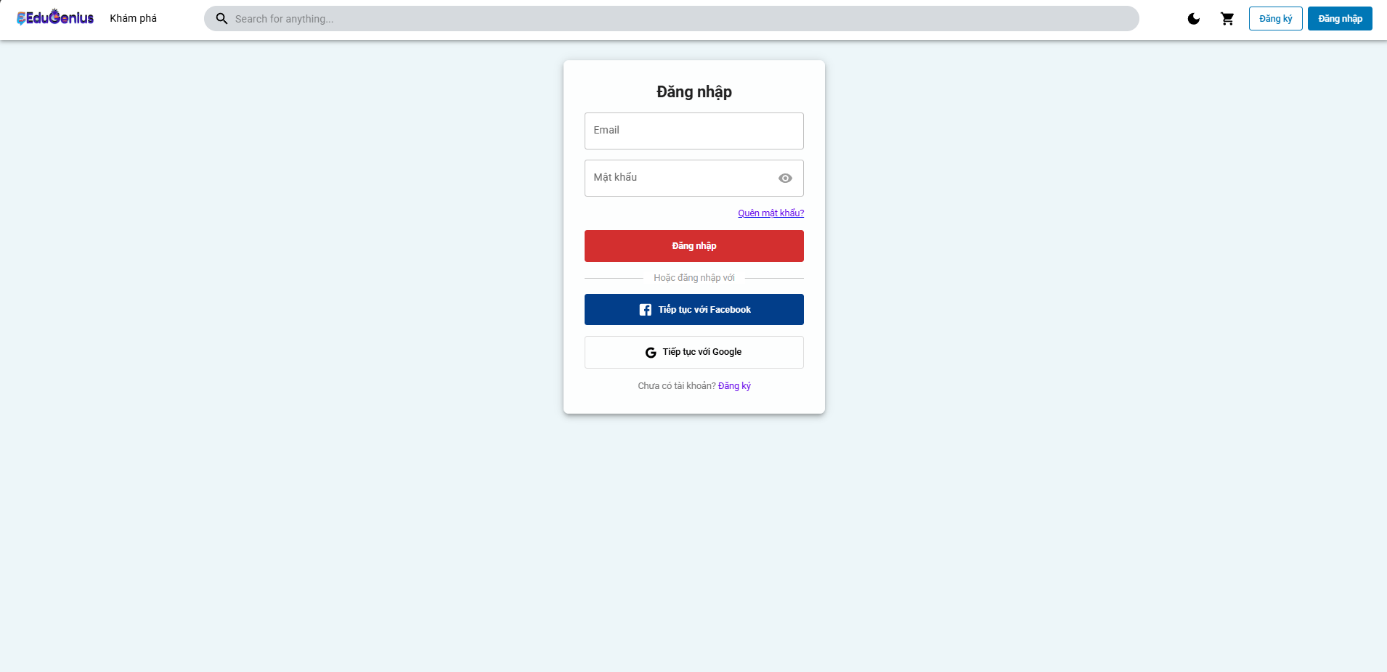 EduGenius
Khám phá
Search for anything...
Đăng ký
Đăng nhập
Đăng nhập
Email
Mật khẩu
Quên mật khẩu?
Đăng nhập
Hoặc đăng nhập với
Tiếp tục với Facebook
Tiếp tục với Google
Chưa có tài khoản? Đăng ký